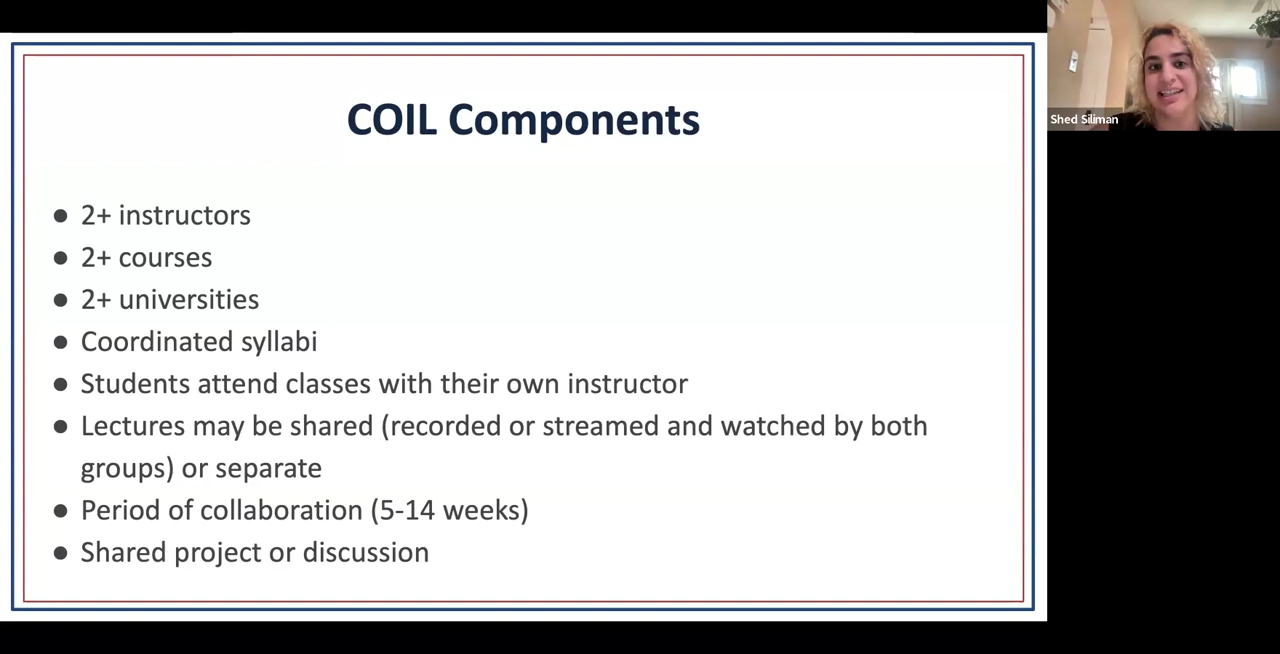 COIL Components
● 2+ instructors
● 2+ courses
● 2+ universities
● Coordinated syllabi
● Students attend classes with their own instructor
● Lectures may be shared (recorded or streamed and watched by both
groups) or separate
● Period of collaboration (5-14 weeks)
● Shared project or discussion
Shed Siliman